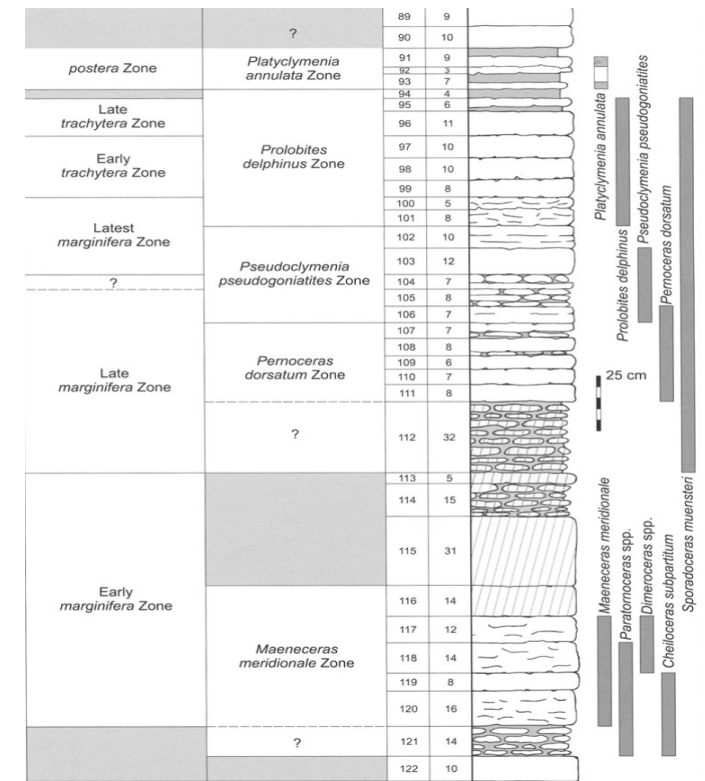 89 9
? 90 10
postera Zone
Platyclymenia
annulata Zone
91 9
92 3
93 7
94 4
Late
trachytera Zone
95 6
96 11
Early
trachytera Zone
Prolobites
delphinus Zone
97 10
98 10
99 8
Latest
marginifera Zone
100 5
101 8
102 10
103 12
Pseudoclymenia
pseudogoniatites Zone
?
104 7
105 8
106 7
Late
marginifera Zone
Pernoceras
dorsatum Zone
107 7
108 8
109 6
110 7
111 8
?
112 32
Early
marginifera Zone
113 5
114 15
115 31
116 14
Maeneceras
meridionale Zone
117 12
118 14
119 8
120 16
?
121 14
122 10
Platyclymenia annulata
Prolobites delphinus
Pseudoclymenia pseudogoniatites
Pernoceras dorsatum
25 cm
Maeneceras meridionale
Paratornoceras spp.
Dimeroceras spp.
Cheiloceras subpartitum
Sporadoceras muensteri